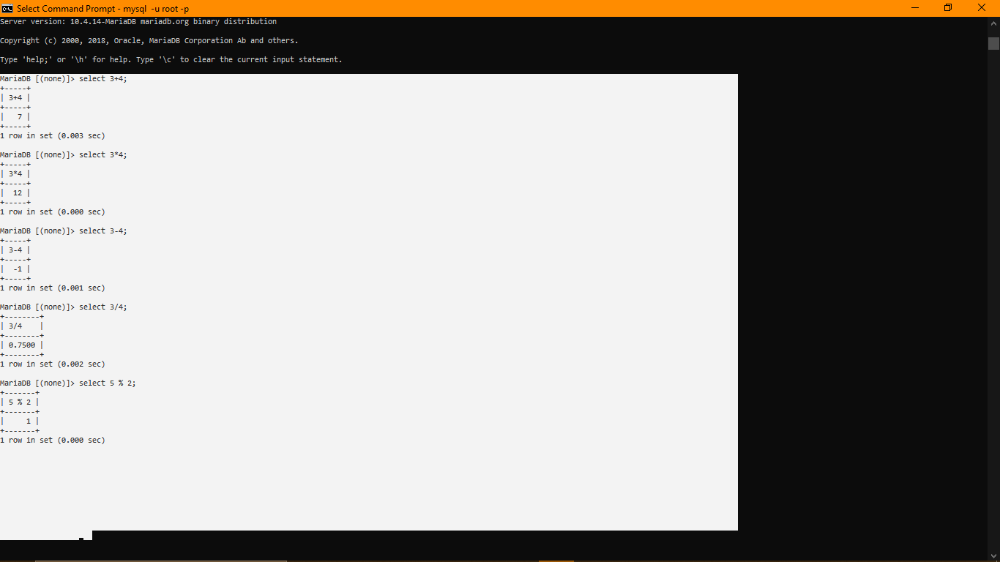 Select Command Prompt - mysql  -u root -p
Server version: 10.4.14-MariaDB mariadb.org binary distribution
Copyright (c) 2000, 2018, Oracle, MariaDB Corporation Ab and others.
Type 'help;' or '\h' for help. Type '\c' to clear the current input statement.
MariaDB [(none)]> select 3+4;
+-----+
| 3+4 |
+-----+
|   7 |
+-----+
1 row in set (0.003 sec)
MariaDB [(none)]> select 3*4;
+-----+
| 3*4 |
+-----+
|  12 |
+-----+
1 row in set (0.000 sec)
MariaDB [(none)]> select 3-4;
+-----+
| 3-4 |
+-----+
|  -1 |
+-----+
1 row in set (0.001 sec)
MariaDB [(none)]> select 3/4;
+--------+
| 3/4    |
+--------+
| 0.7500 |
+--------+
1 row in set (0.002 sec)
MariaDB [(none)]> select 5 % 2;
+-------+
| 5 % 2 |
+-------+
|     1 |
+-------+
1 row in set (0.000 sec)